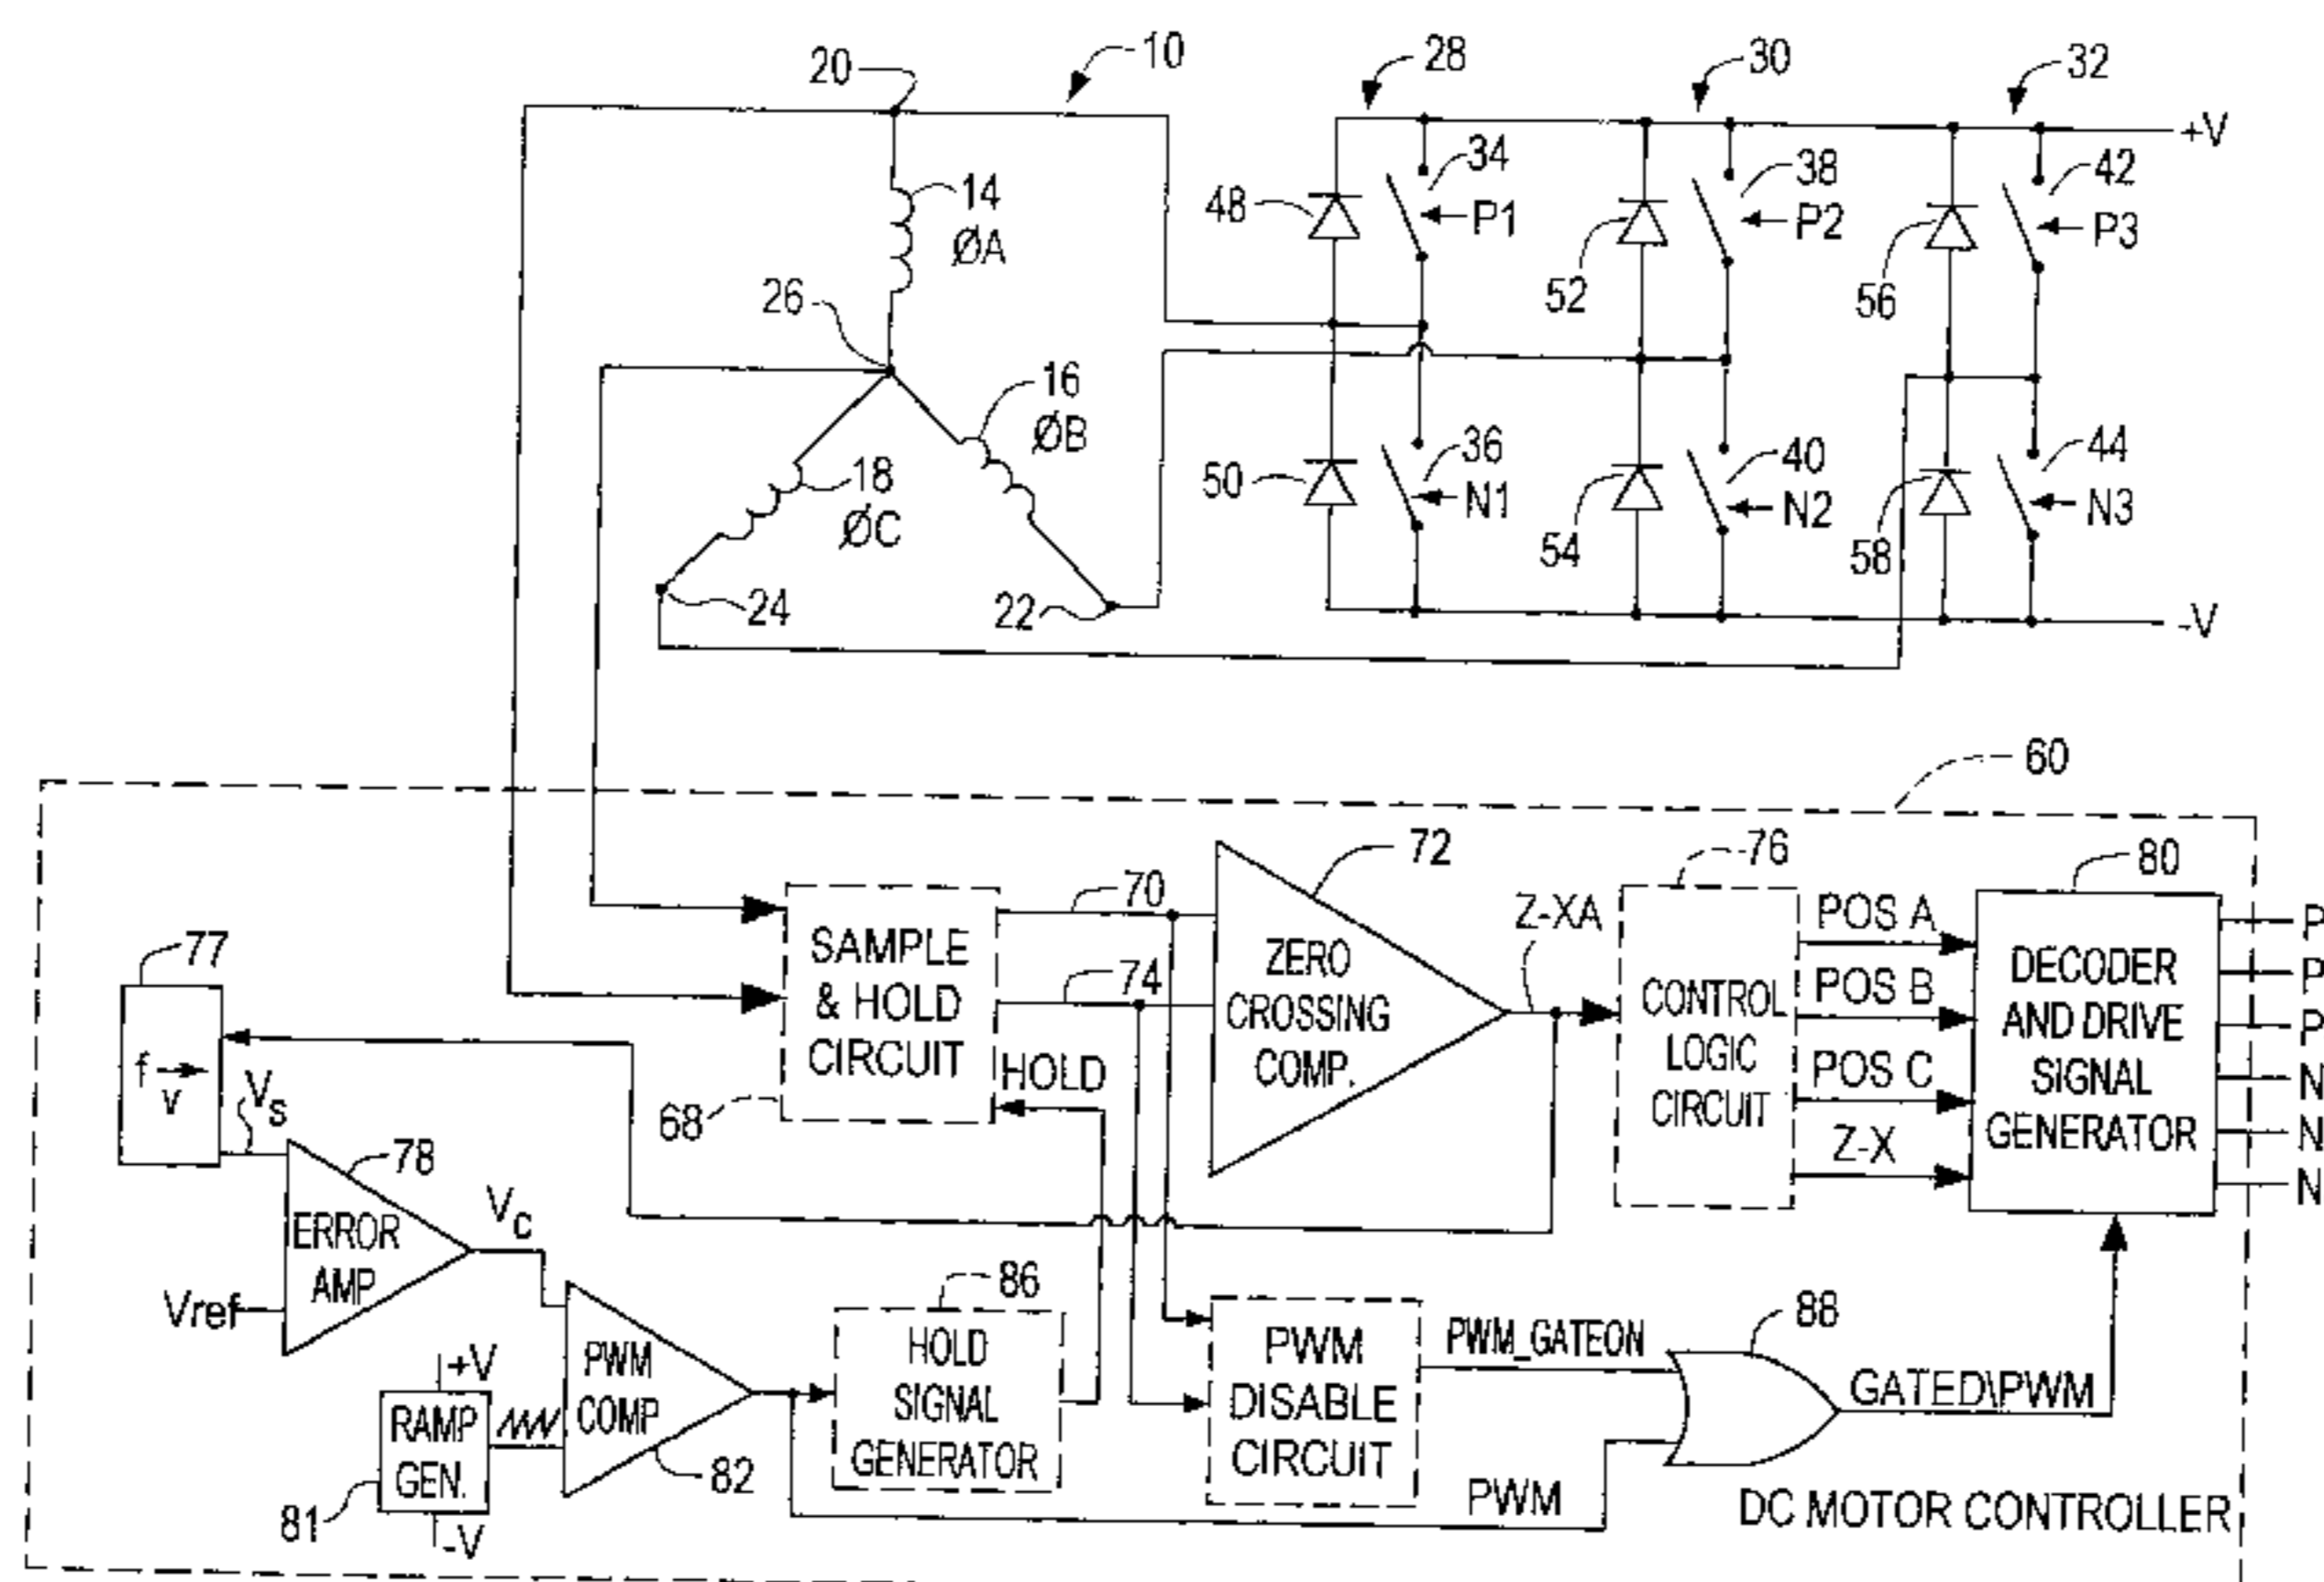 20
10
28
30
32
+V
14
ØA
48
34
P1
52
38
P2
56
42
P3
26
16
ØB
18
ØC
50
36
N1
54
40
N2
58
44
N3
24
22
-V
60
72
76
80
70
74
77
f → v
Vs
SAMPLE
& HOLD
CIRCUIT
68
HOLD
ZERO
CROSSING
COMP.
Z-XA
CONTROL
LOGIC
CIRCUIT
POS A
POS B
POS C
Z-X
DECODER
AND DRIVE
SIGNAL
GENERATOR
P
P
P
N
N
N
78
ERROR
AMP
Vc
Vref
+V
RAMP
GEN.
81
-V
PWM
COMP
82
86
HOLD
SIGNAL
GENERATOR
PWM
DISABLE
CIRCUIT
PWM_GATEON
88
GATED\PWM
PWM
DC MOTOR CONTROLLER